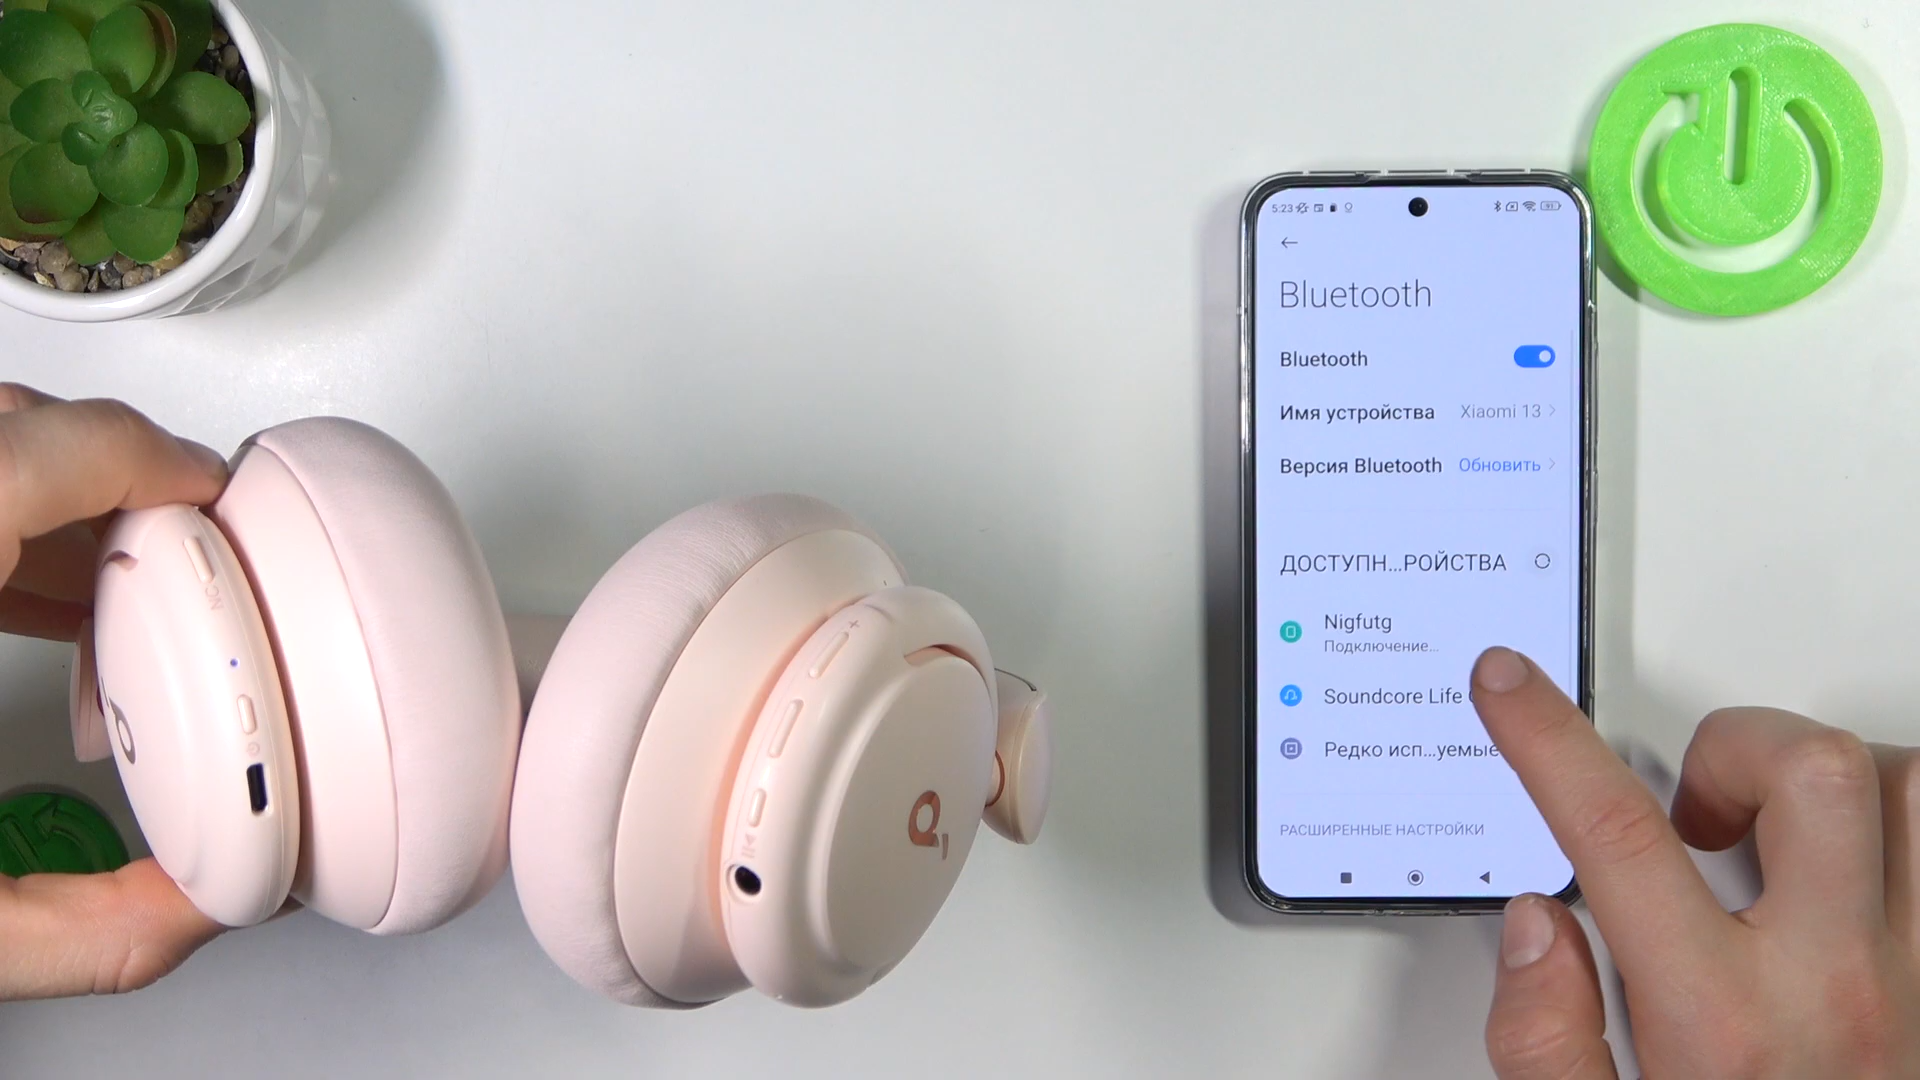 5:23
Bluetooth
Bluetooth
Имя устройства Xiaomi 13
Версия Bluetooth Обновить
ДОСТУПН...РОЙСТВА
Nigfutg
Подключение...
Soundcore Life
Редко исп...уемые
РАСШИРЕННЫЕ НАСТРОЙКИ
NC